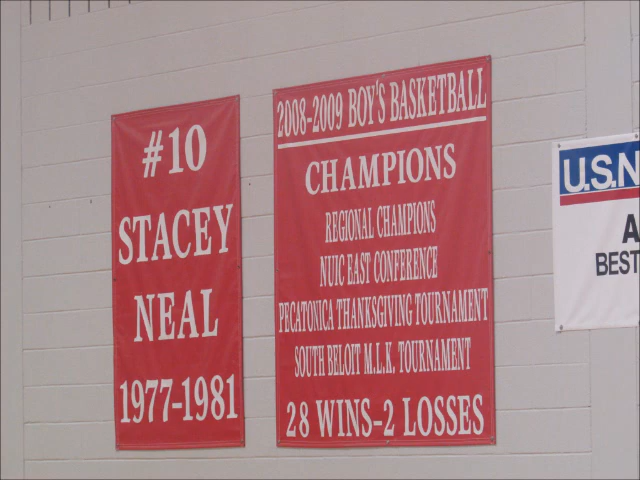 #10
STACEY
NEAL
1977-1981
2008-2009 BOY'S BASKETBALL
CHAMPIONS
REGIONAL CHAMPIONS
NUIC EAST CONFERENCE
PECATONICA THANKSGIVING TOURNAMENT
SOUTH BELOIT M.L.K. TOURNAMENT
28 WINS-2 LOSSES
U.S.N
A
BEST